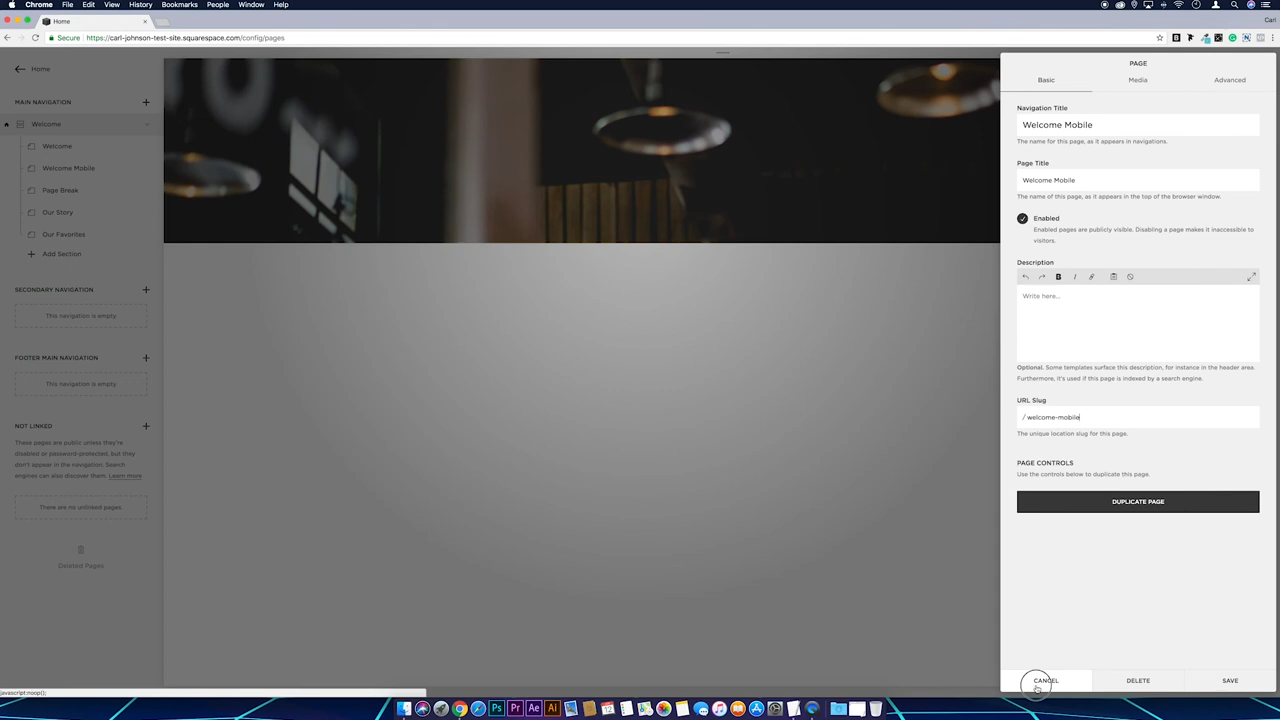 Chrome File Edit View History Bookmarks People Window Help
Home
Carl
Secure https://carl-johnson-test-site.squarespace.com/config/pages
Home
MAIN NAVIGATION
Welcome
Welcome
Welcome Mobile
Page Break
Our Story
Our Favorites
Add Section
SECONDARY NAVIGATION
This navigation is empty
FOOTER MAIN NAVIGATION
This navigation is empty
NOT LINKED
These pages are public unless they're
disabled or password-protected, but
they don't appear in the navigation.
Search
engines can also discover them. Learn more
There are no unlinked pages
Deleted Pages
javascript:noop();
PAGE
Basic Media Advanced
Navigation Title
Welcome Mobile
The name for this page, as it appears in navigations.
Page Title
Welcome Mobile
The name of this page, as it appears in the top of the browser window.
Enabled
Enabled pages are publicly visible. Disabling a page makes it inaccessible to
visitors.
Description
B I
Write here...
Optional. Some templates surface this description, for instance in the header area.
Furthermore, it's used if this page is indexed by a search engine.
URL Slug
/ welcome-mobile
The unique location slug for this page.
PAGE CONTROLS
Use the controls below to duplicate this page.
DUPLICATE PAGE
CANCEL DELETE SAVE
Ps Pr Ae Ai